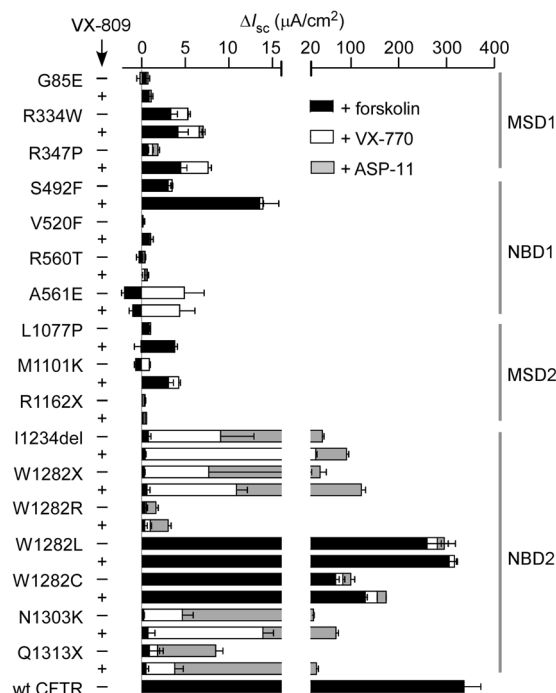 VX-809
ΔIsc (μA/cm²)
0 5 10 15 20 100 200 300 400
G85E −
+
R334W −
+
R347P −
+
S492F −
+
V520F −
+
R560T −
+
A561E −
+
L1077P −
+
M1101K −
+
R1162X −
+
I1234del −
+
W1282X −
+
W1282R −
+
W1282L −
+
W1282C −
+
N1303K −
+
Q1313X −
+
wt CFTR −
+ forskolin
+ VX-770
+ ASP-11
MSD1
NBD1
MSD2
NBD2